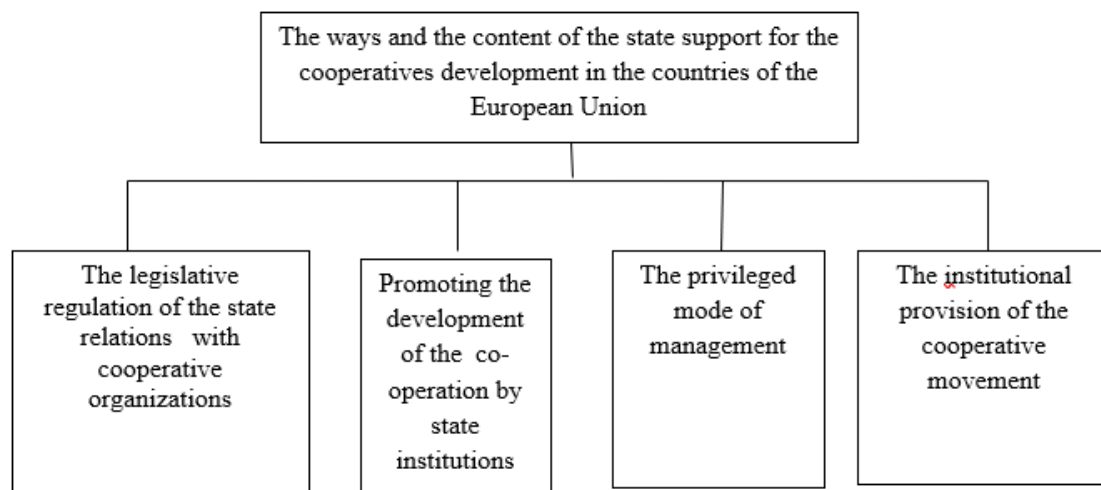 The ways and the content of the state support for the
cooperatives development in the countries of the
European Union
The legislative
regulation of the state
relations with
cooperative
organizations
Promoting the
development
of the co-
operation by
state
institutions
The privileged
mode of
management
The institutional
provision of the
cooperative
movement